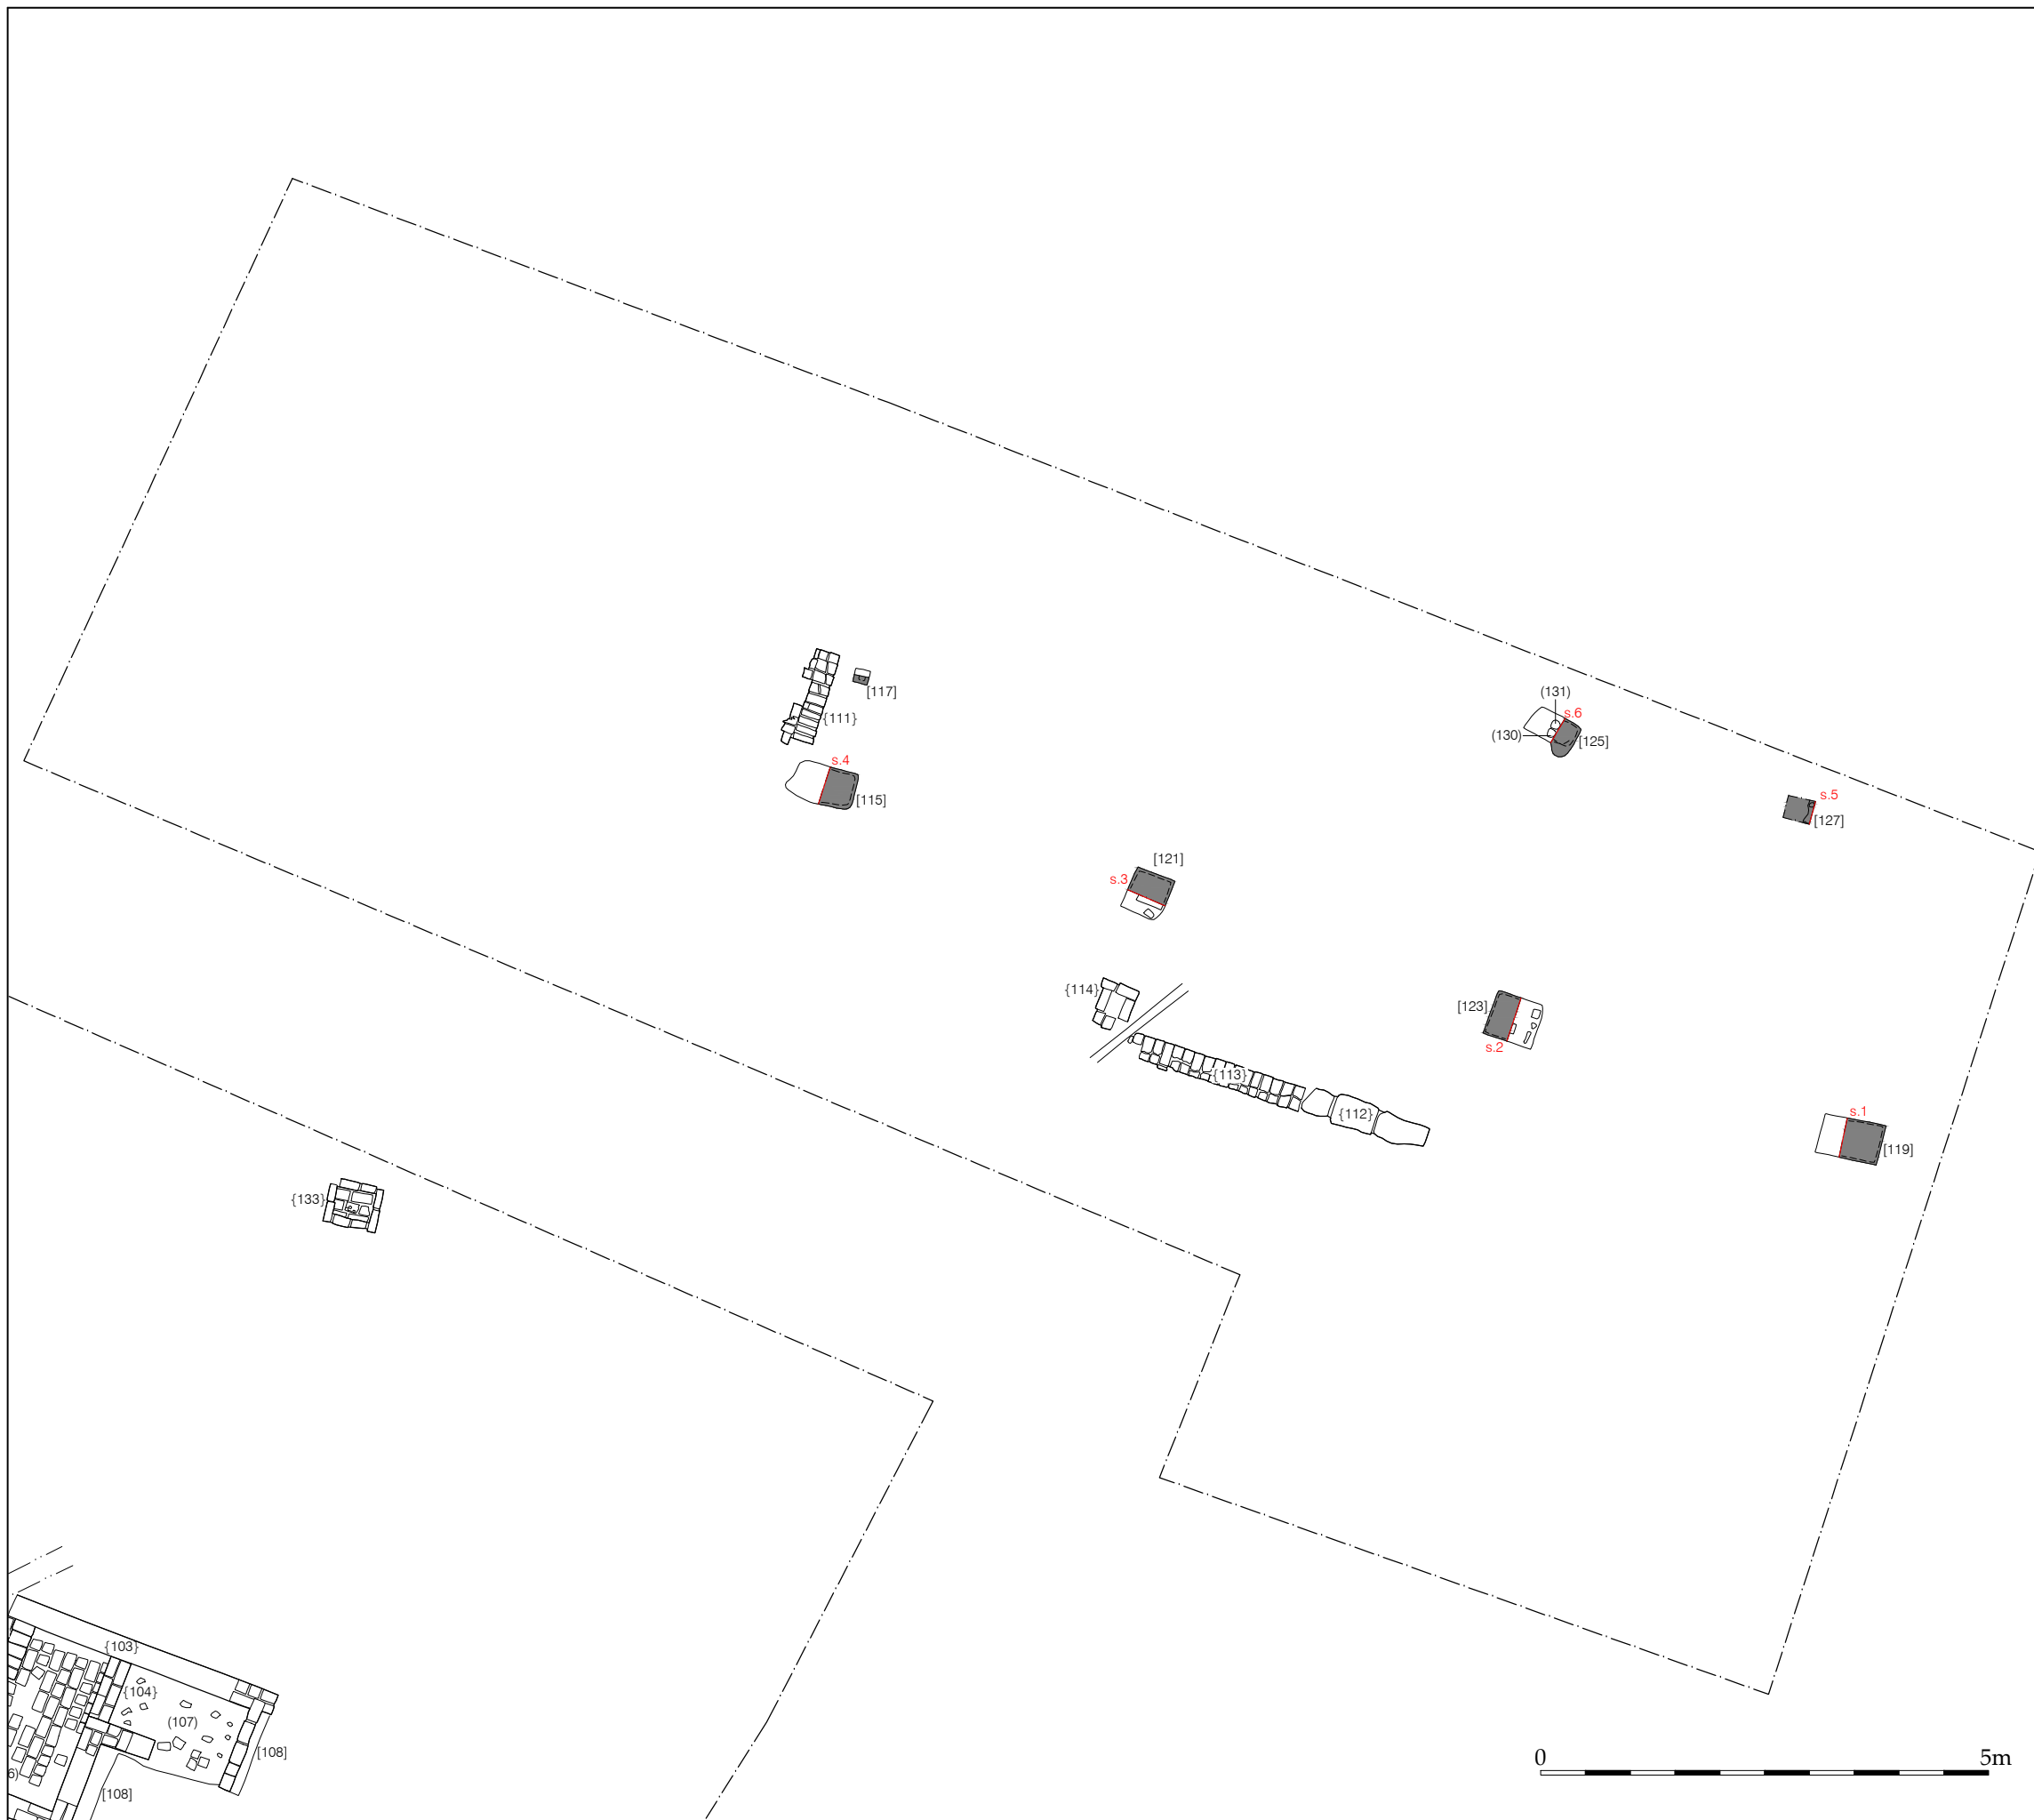 [117]
{111}
(131)
s.6
(130)
[125]
s.4
[115]
s.5
[127]
[121]
s.3
{114}
[123]
s.2
{113}
{112}
s.1
[119]
{133}
{103}
{104}
(107)
[108]
[108]
6)
0 5m